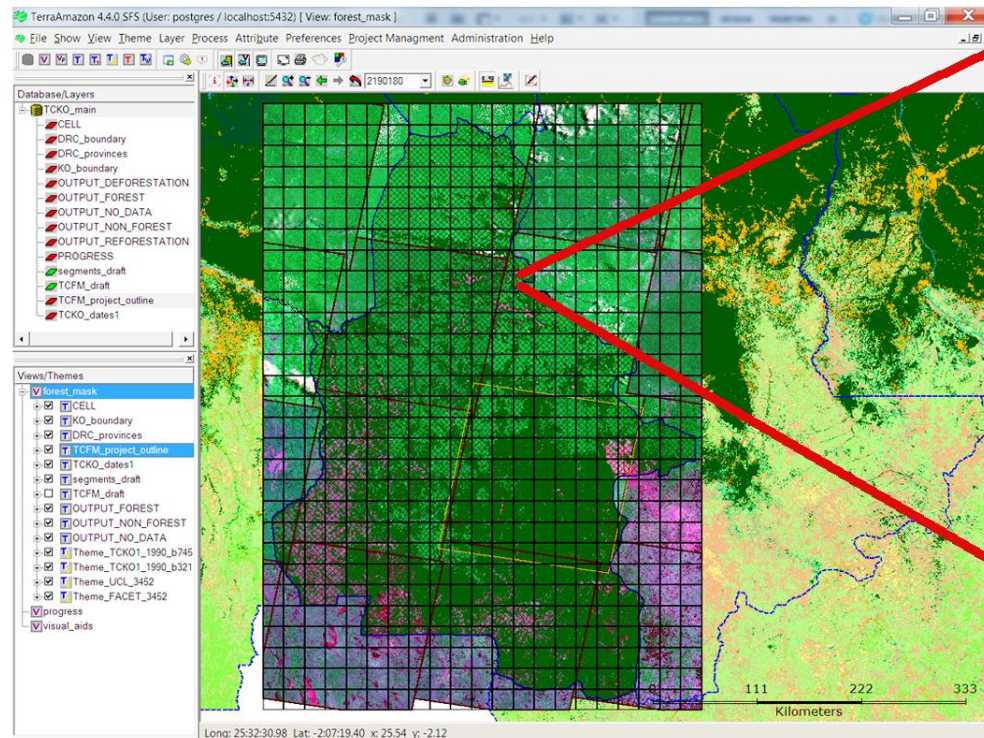 TerraAmazon 4.4.0 SFS (User: postgres / localhost:5432) [ View: forest_mask ]
File Show View Theme Layer Process Attribute Preferences Project Managment Administration Help
2190180
Database/Layers
TCKO_main
CELL
DRC_boundary
DRC_provinces
KO_boundary
OUTPUT_DEFORESTATION
OUTPUT_FOREST
OUTPUT_NO_DATA
OUTPUT_NON_FOREST
OUTPUT_REFORESTATION
PROGRESS
segments_draft
TCFM_draft
TCFM_project_outline
TCKO_dates1
Views/Themes
forest_mask
CELL
KO_boundary
DRC_provinces
TCFM_project_outline
TCKO_dates1
segments_draft
TCFM_draft
OUTPUT_FOREST
OUTPUT_NON_FOREST
OUTPUT_NO_DATA
Theme_TCKO1_1990_b745
Theme_TCKO1_1990_b321
Theme_UCL_3452
Theme_FACET_3452
progress
visual_aids
0 111 222 333
Kilometers
Long: 25:32:30.98 Lat: -2:07:19.40 x: 25.54 y: -2.12